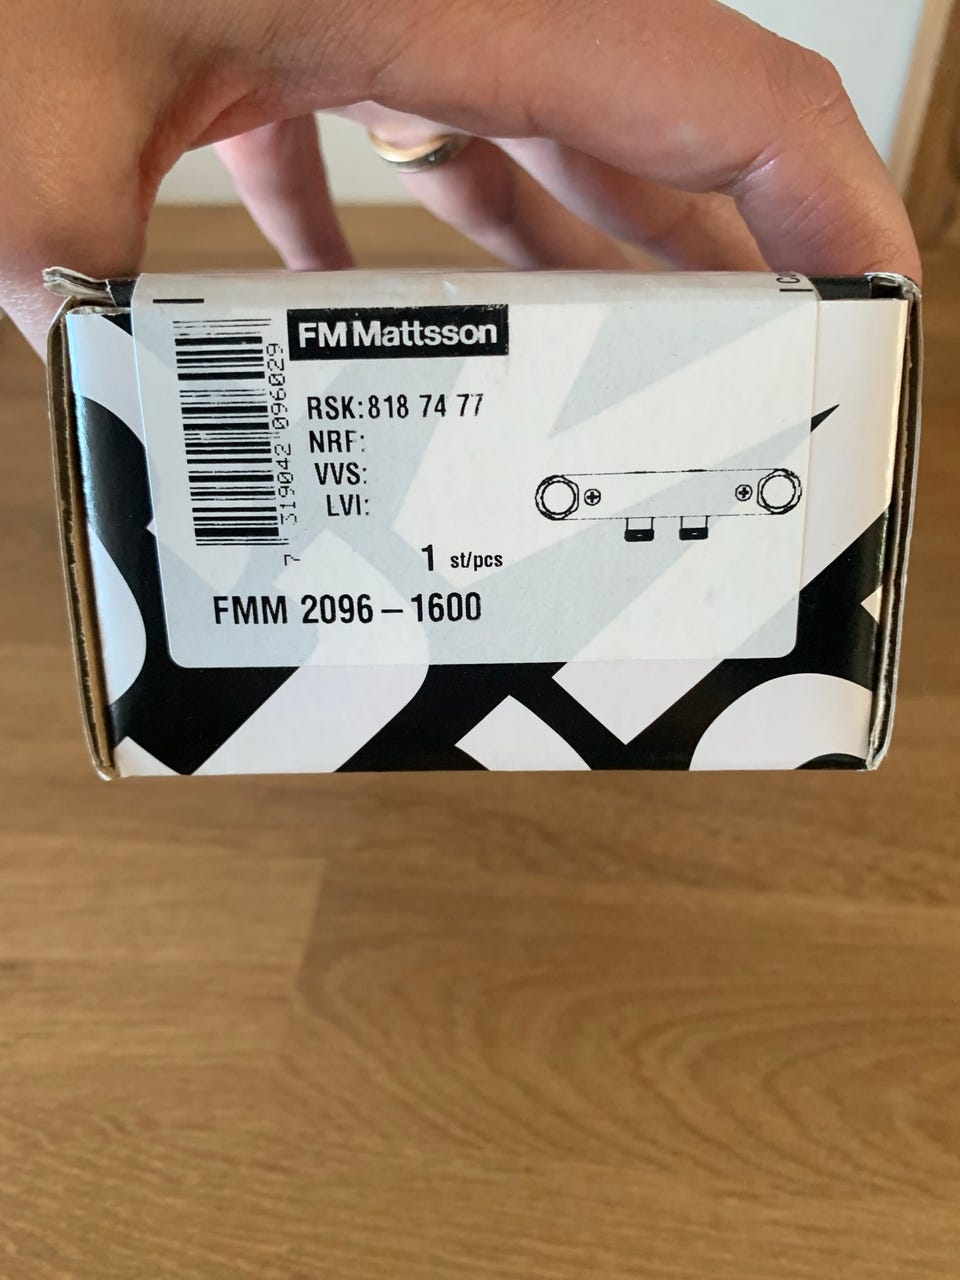 FM Mattsson
7 319042 096029
RSK:818 74 77
NRF:
VVS:
LVI:
1 st/pcs
FMM 2096-1600